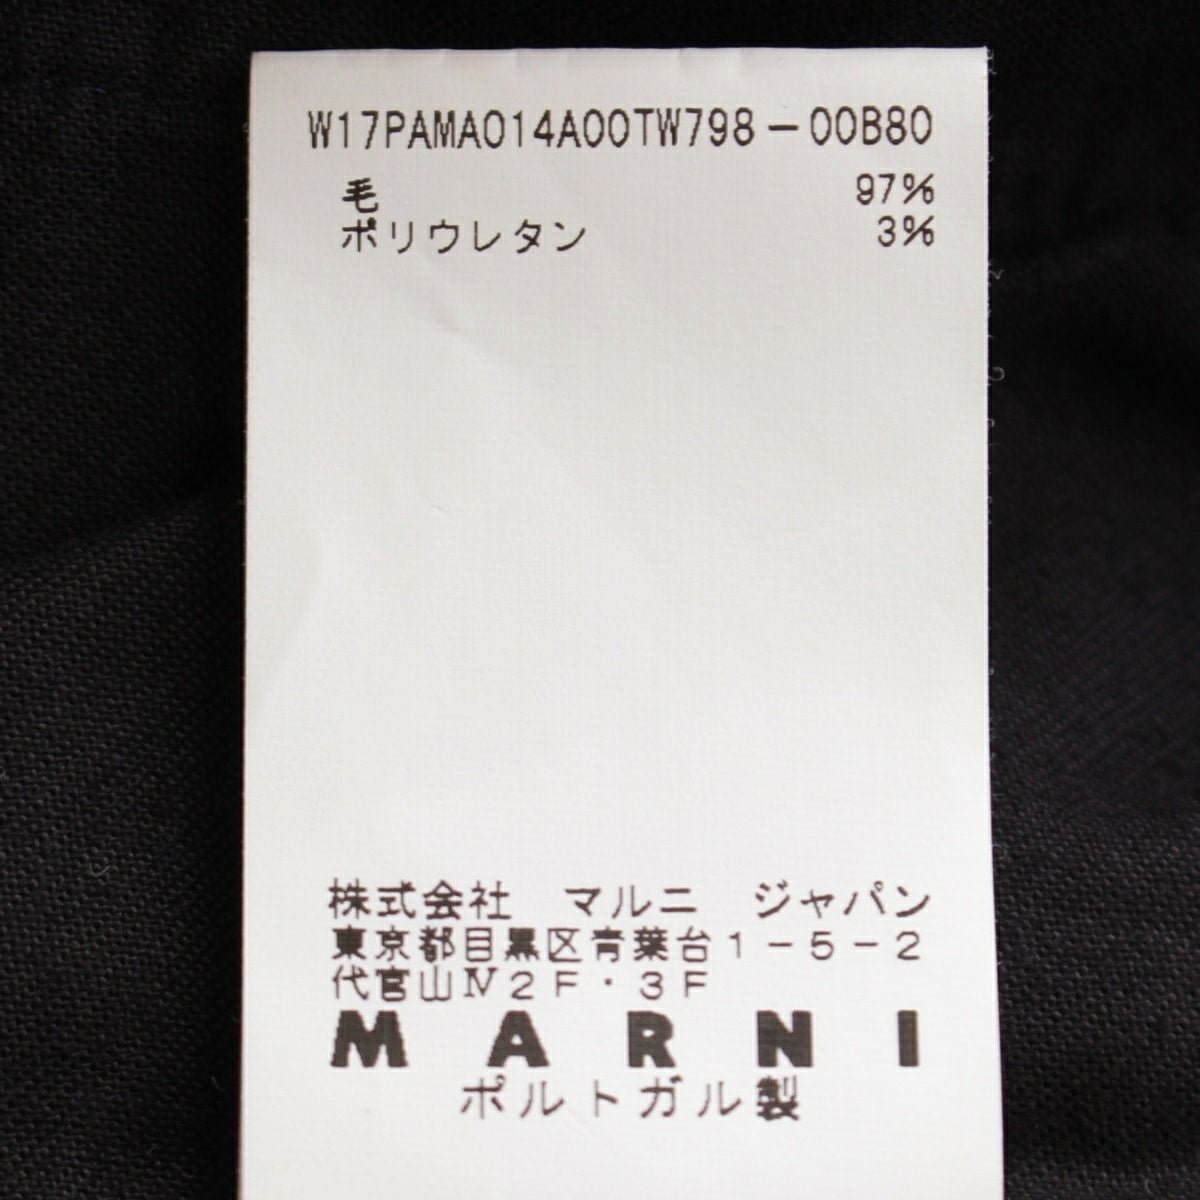 W17PAMA014A00TW798-00B80
毛 97%
ポリウレタン 3%
株式会社 マルニ ジャパン
東京都目黒区青葉台1-5-2
代官山Ⅳ2F・3F
MARNI
ポルトガル製